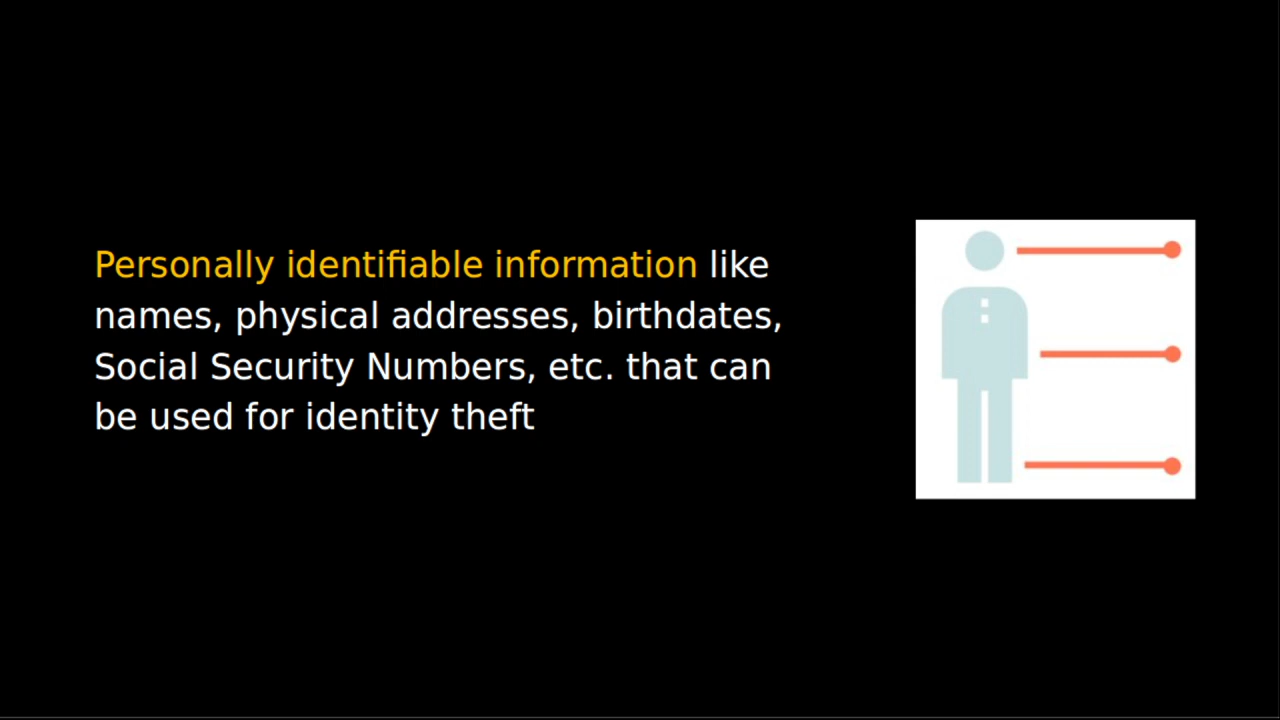 Personally identifiable information like
names, physical addresses, birthdates,
Social Security Numbers, etc. that can
be used for identity theft